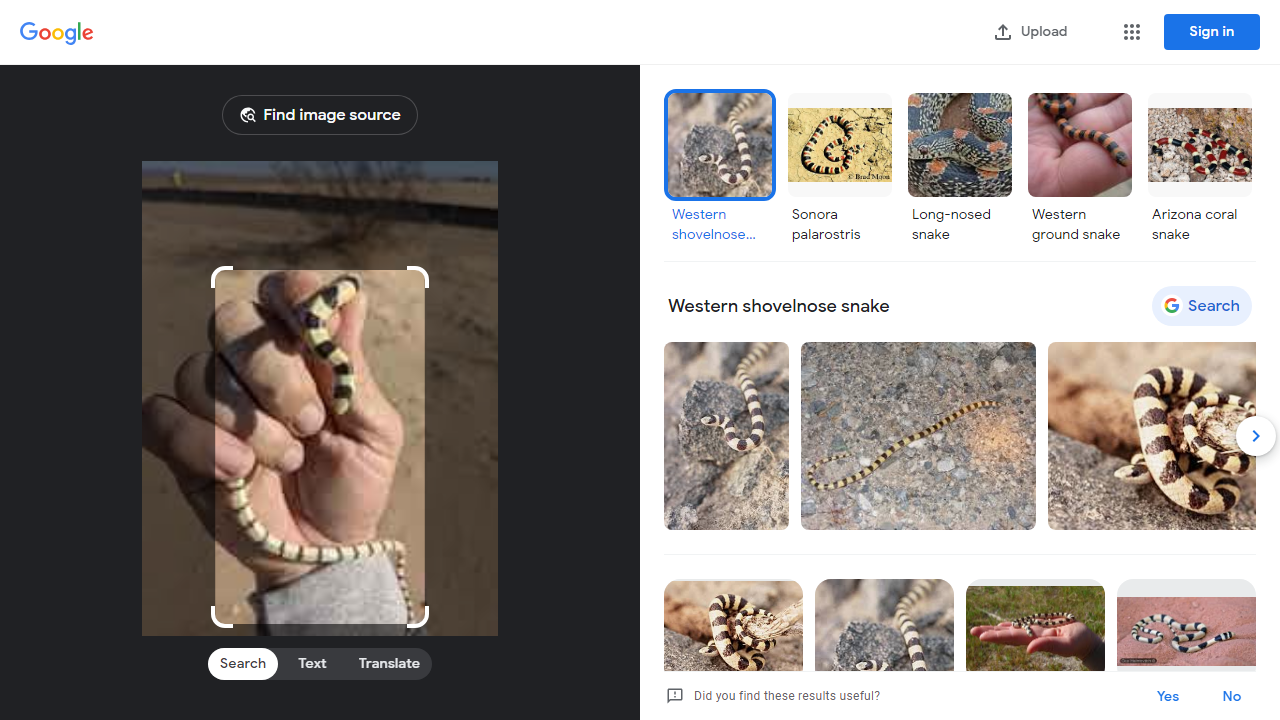 Google
Upload
Sign in
Find image source
Western shovelnose...
Sonora palarostris
Long-nosed snake
Western ground snake
Arizona coral snake
© Brad Moon
Western shovelnose snake
Search
Search
Text
Translate
Did you find these results useful?
Yes
No